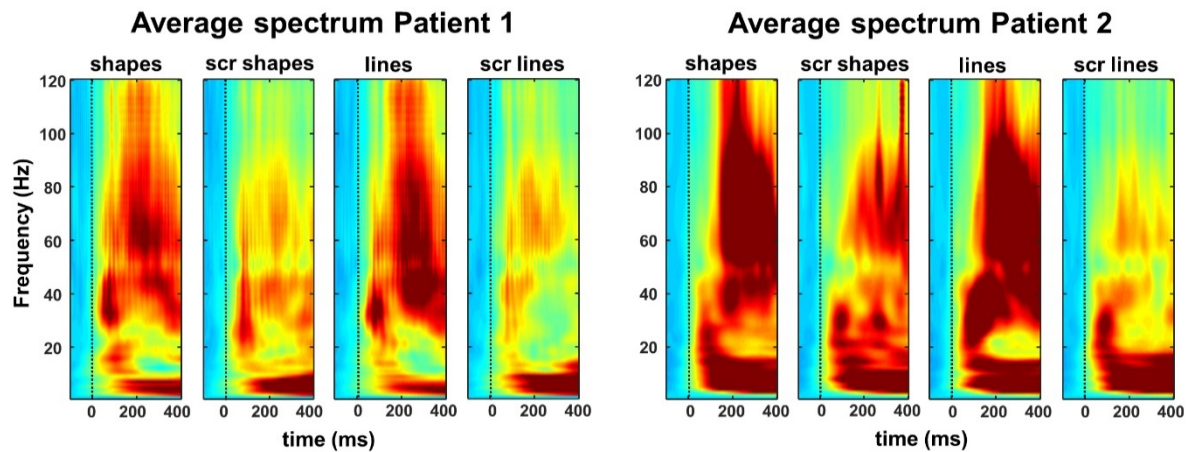 Average spectrum Patient 1
Average spectrum Patient 2
shapes scr shapes lines scr lines
shapes scr shapes lines scr lines
Frequency (Hz)
120
100
80
60
40
20
120
100
80
60
40
20
0 200 400 0 200 400 0 200 400 0 200 400
0 200 400 0 200 400 0 200 400 0 200 400
time (ms)
time (ms)